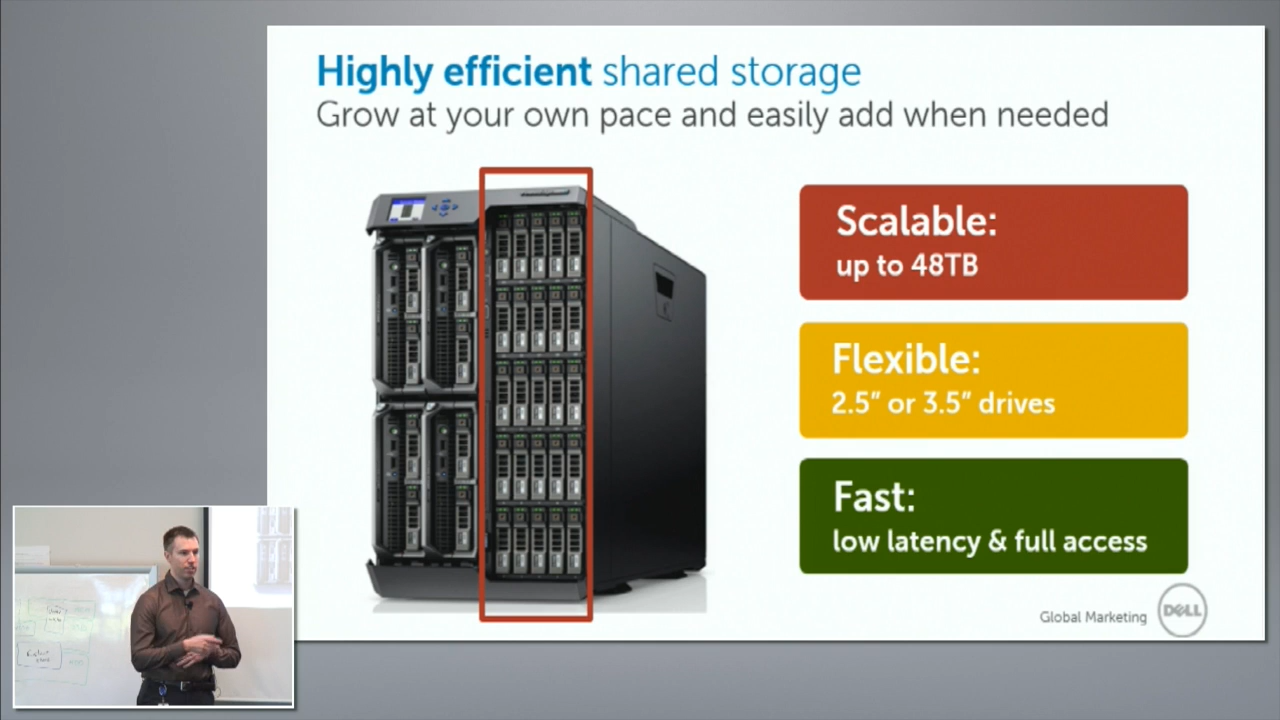 Highly efficient shared storage
Grow at your own pace and easily add when needed
Scalable:
up to 48TB
Flexible:
2.5” or 3.5” drives
Fast:
low latency & full access
Global Marketing
DELL